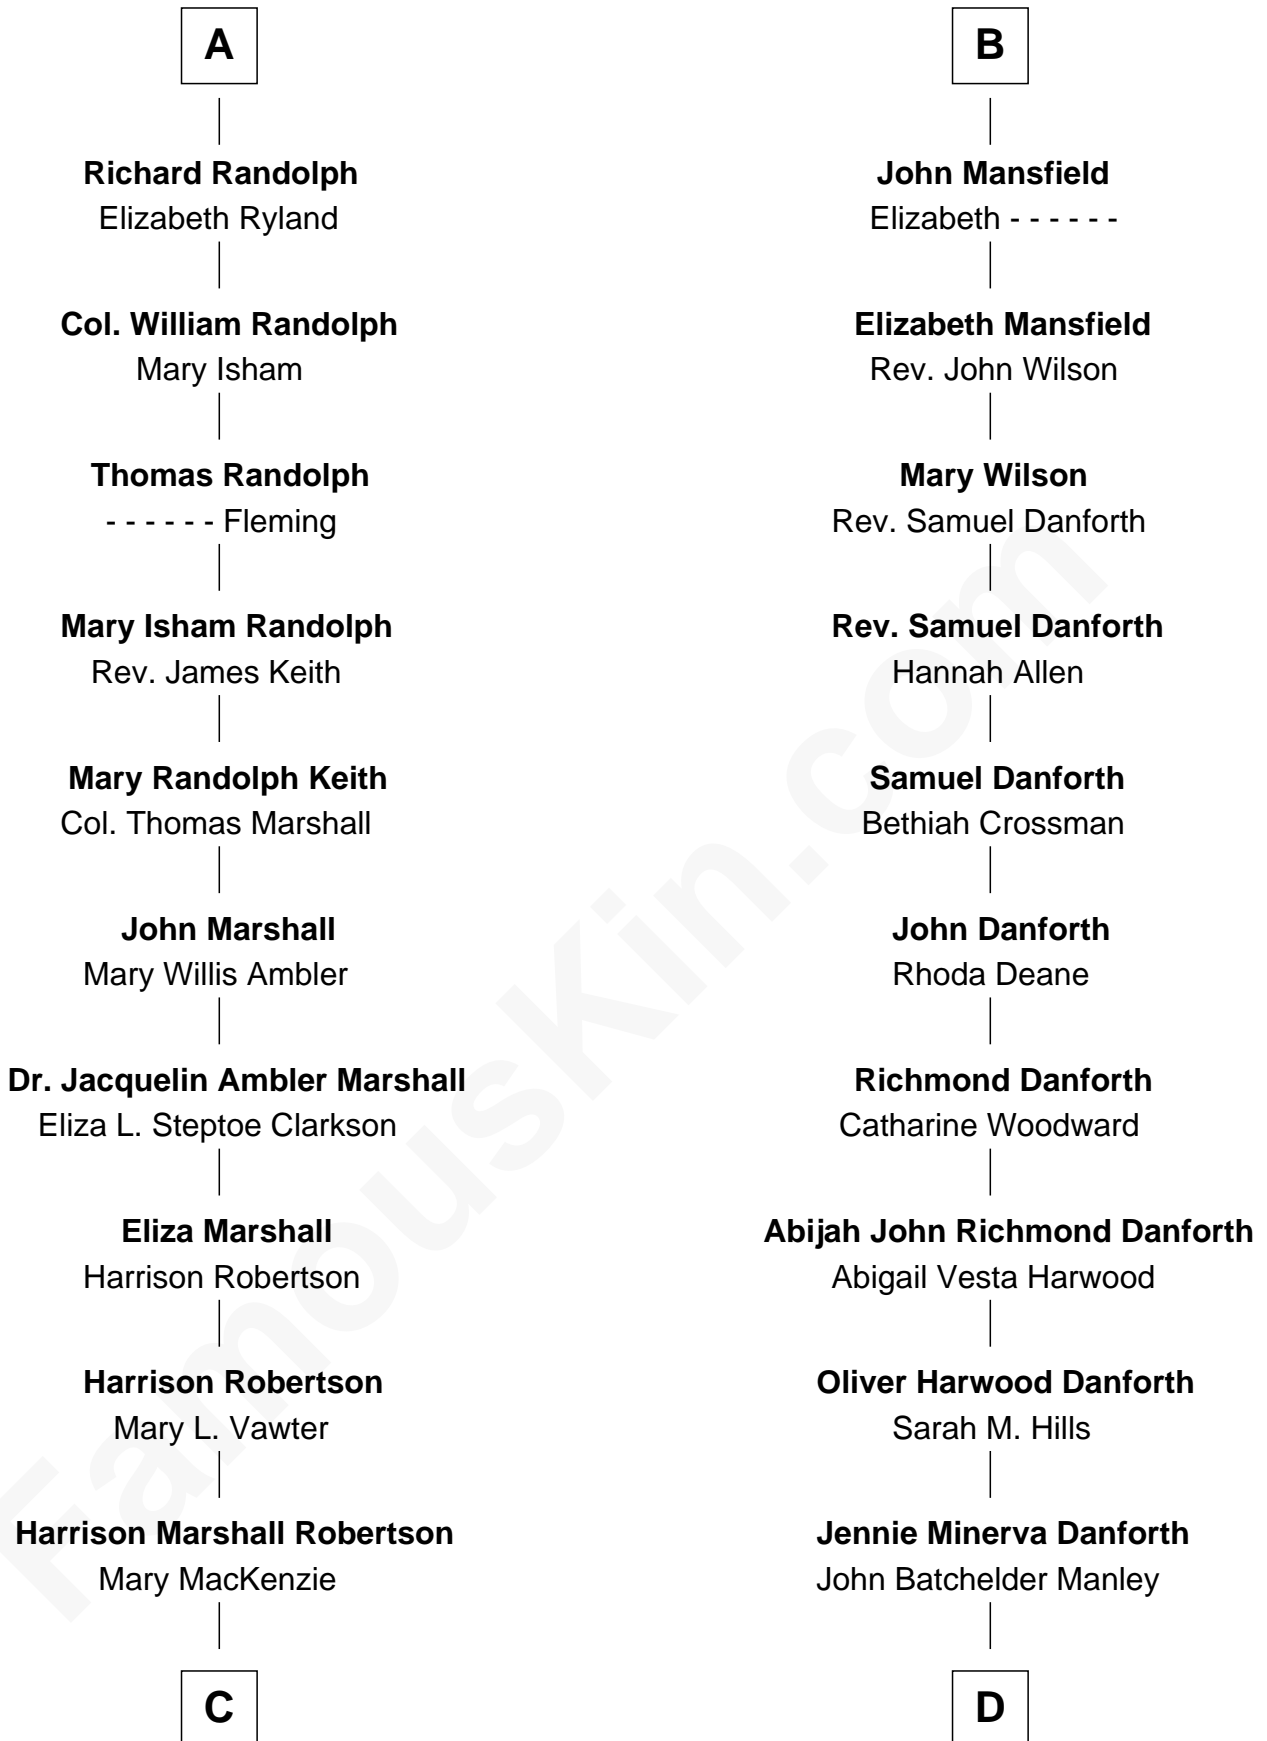 A
Richard Randolph
Elizabeth Ryland
Col. William Randolph
Mary Isham
Thomas Randolph
- - - - - - Fleming
Mary Isham Randolph
Rev. James Keith
Mary Randolph Keith
Col. Thomas Marshall
John Marshall
Mary Willis Ambler
Dr. Jacquelin Ambler Marshall
Eliza L. Steptoe Clarkson
Eliza Marshall
Harrison Robertson
Harrison Robertson
Mary L. Vawter
Harrison Marshall Robertson
Mary MacKenzie
C
B
John Mansfield
Elizabeth - - - - - -
Elizabeth Mansfield
Rev. John Wilson
Mary Wilson
Rev. Samuel Danforth
Rev. Samuel Danforth
Hannah Allen
Samuel Danforth
Bethiah Crossman
John Danforth
Rhoda Deane
Richmond Danforth
Catharine Woodward
Abijah John Richmond Danforth
Abigail Vesta Harwood
Oliver Harwood Danforth
Sarah M. Hills
Jennie Minerva Danforth
John Batchelder Manley
D
FamousKin.com